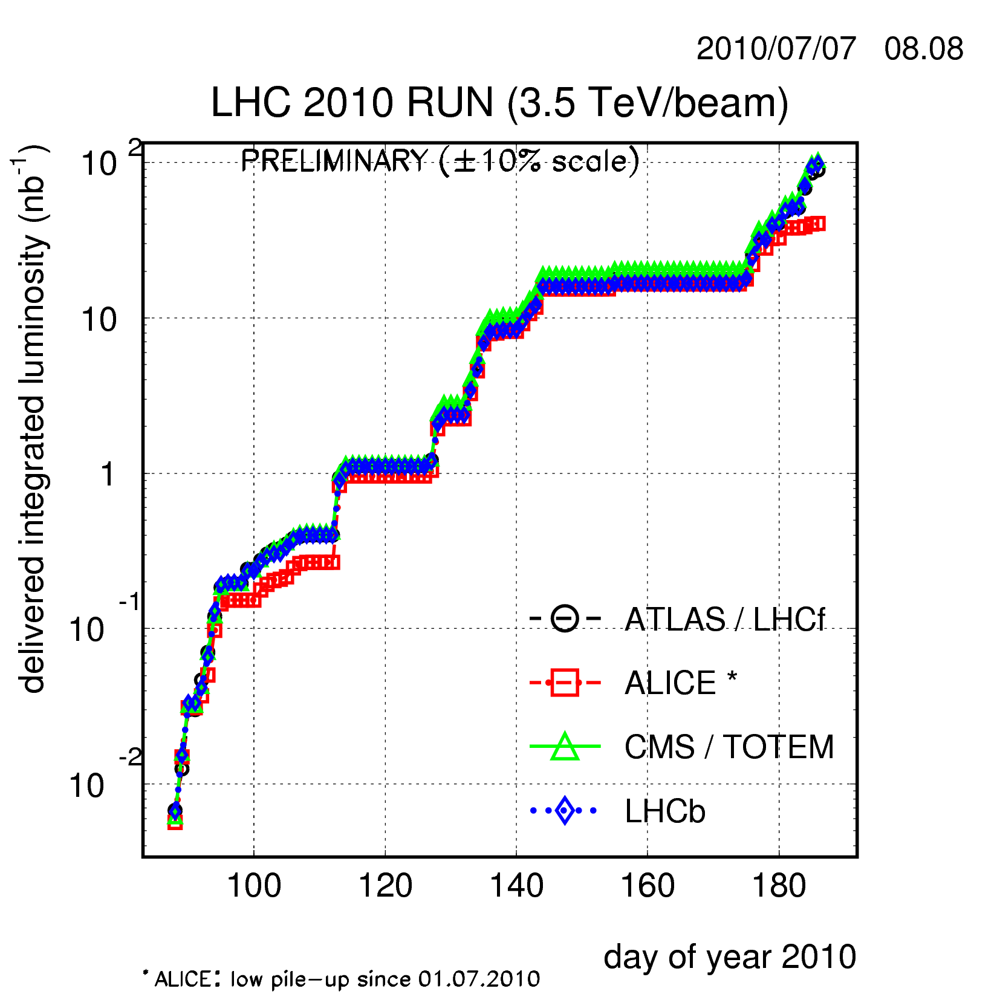 2010/07/07 08.08
LHC 2010 RUN (3.5 TeV/beam)
PRELIMINARY (±10% scale)
delivered integrated luminosity (nb⁻¹)
10 2
10
1
10 -1
10 -2
ATLAS / LHCf
ALICE *
CMS / TOTEM
LHCb
100 120 140 160 180
day of year 2010
* ALICE: low pile-up since 01.07.2010